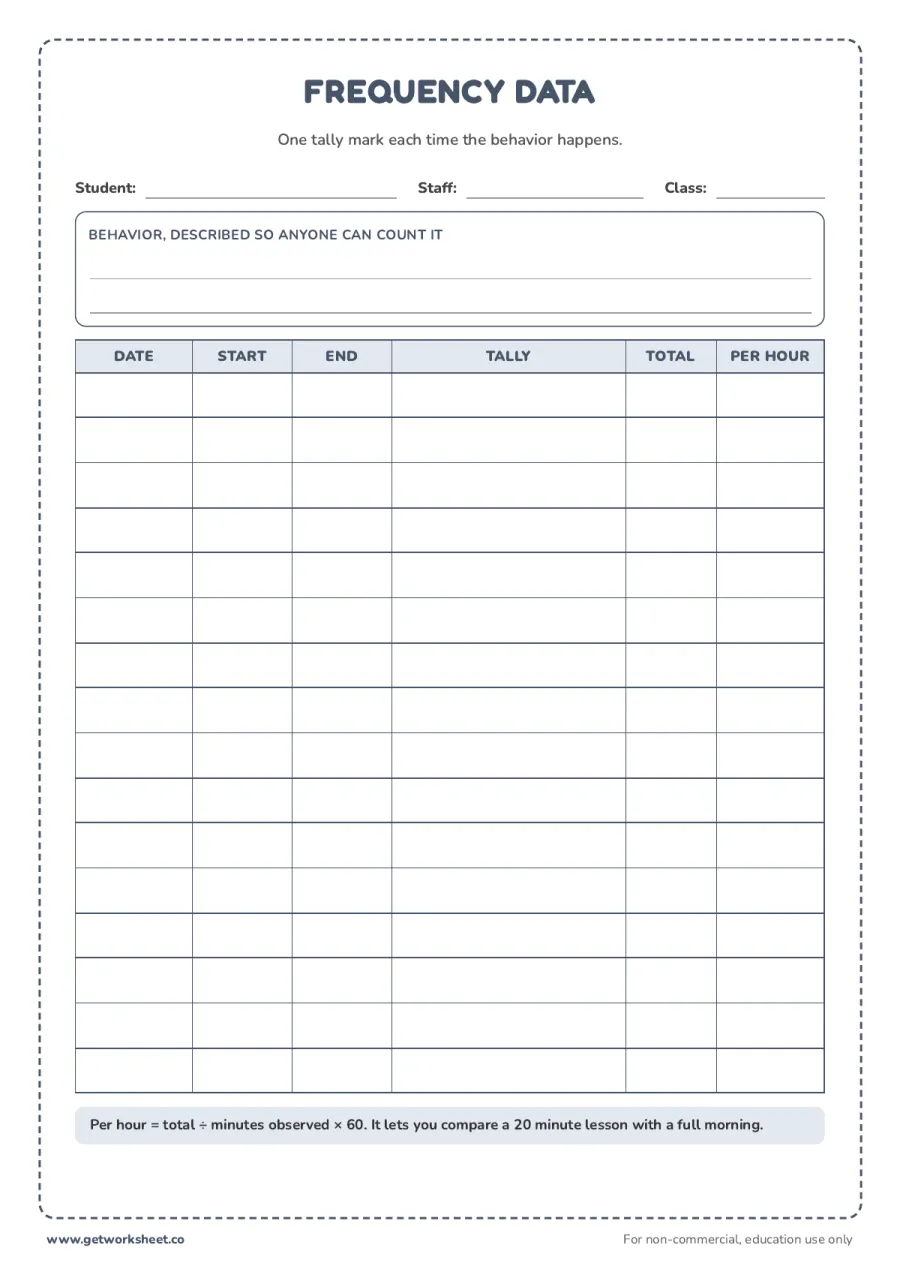 FREQUENCY DATA
One tally mark each time the behavior happens.
Student: Staff: Class:
BEHAVIOR, DESCRIBED SO ANYONE CAN COUNT IT
DATE START END TALLY TOTAL PER HOUR
Per hour = total ÷ minutes observed × 60. It lets you compare a 20 minute lesson with a full morning.
www.getworksheet.co For non-commercial, education use only